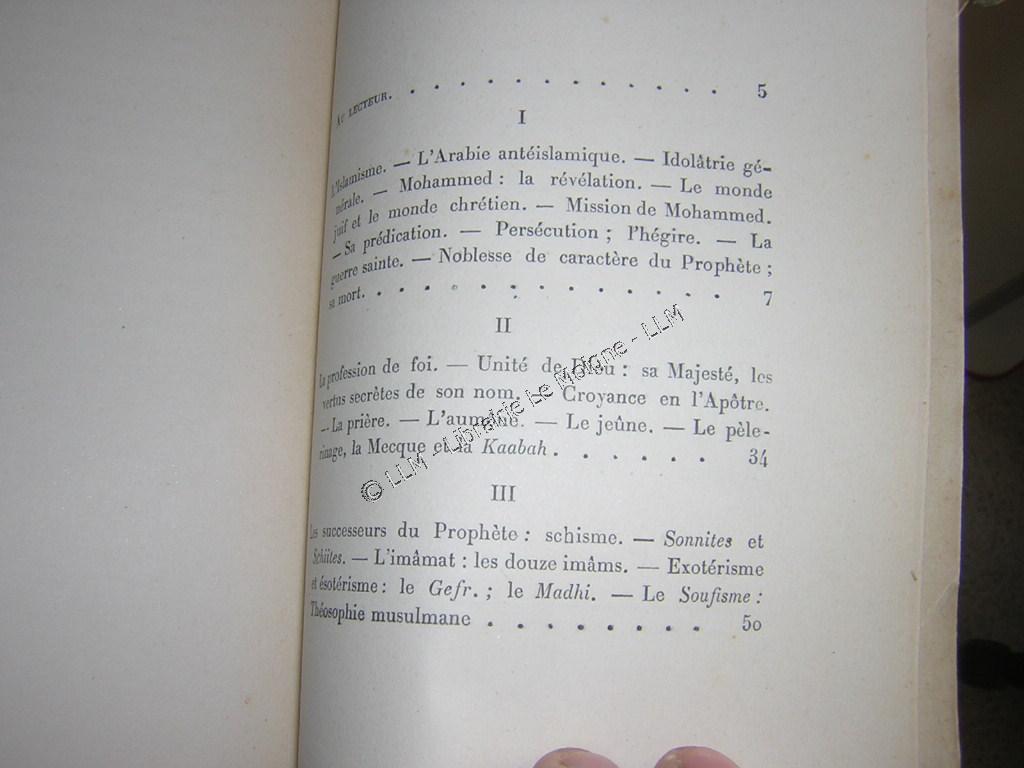 Au lecteur. . . . . . . . . . . . . . 5
I
L'Islamisme. — L'Arabie antéislamique. — Idolâtrie gé-
nérale. — Mohammed : la révélation. — Le monde
juif et le monde chrétien. — Mission de Mohammed.
— Sa prédication. — Persécution ; l'hégire. — La
guerre sainte. — Noblesse de caractère du Prophète ;
sa mort. . . . . . . . . . . . . . . 7
II
La profession de foi. — Unité de Dieu : sa Majesté, les
vertus secrètes de son nom. — Croyance en l'Apôtre.
— La prière. — L'aumône. — Le jeûne. — Le pèle-
rinage, la Mecque et la Kaabah . . . . . . . 34
III
Les successeurs du Prophète : schisme. — Sonnites et
Schiites. — L'imâmat : les douze imâms. — Exotérisme
et ésotérisme : le Gefr. ; le Madhi. — Le Soufisme :
Théosophie musulmane . . . . . . . . 50
© LLM - Librairie Le Moigne - LLM